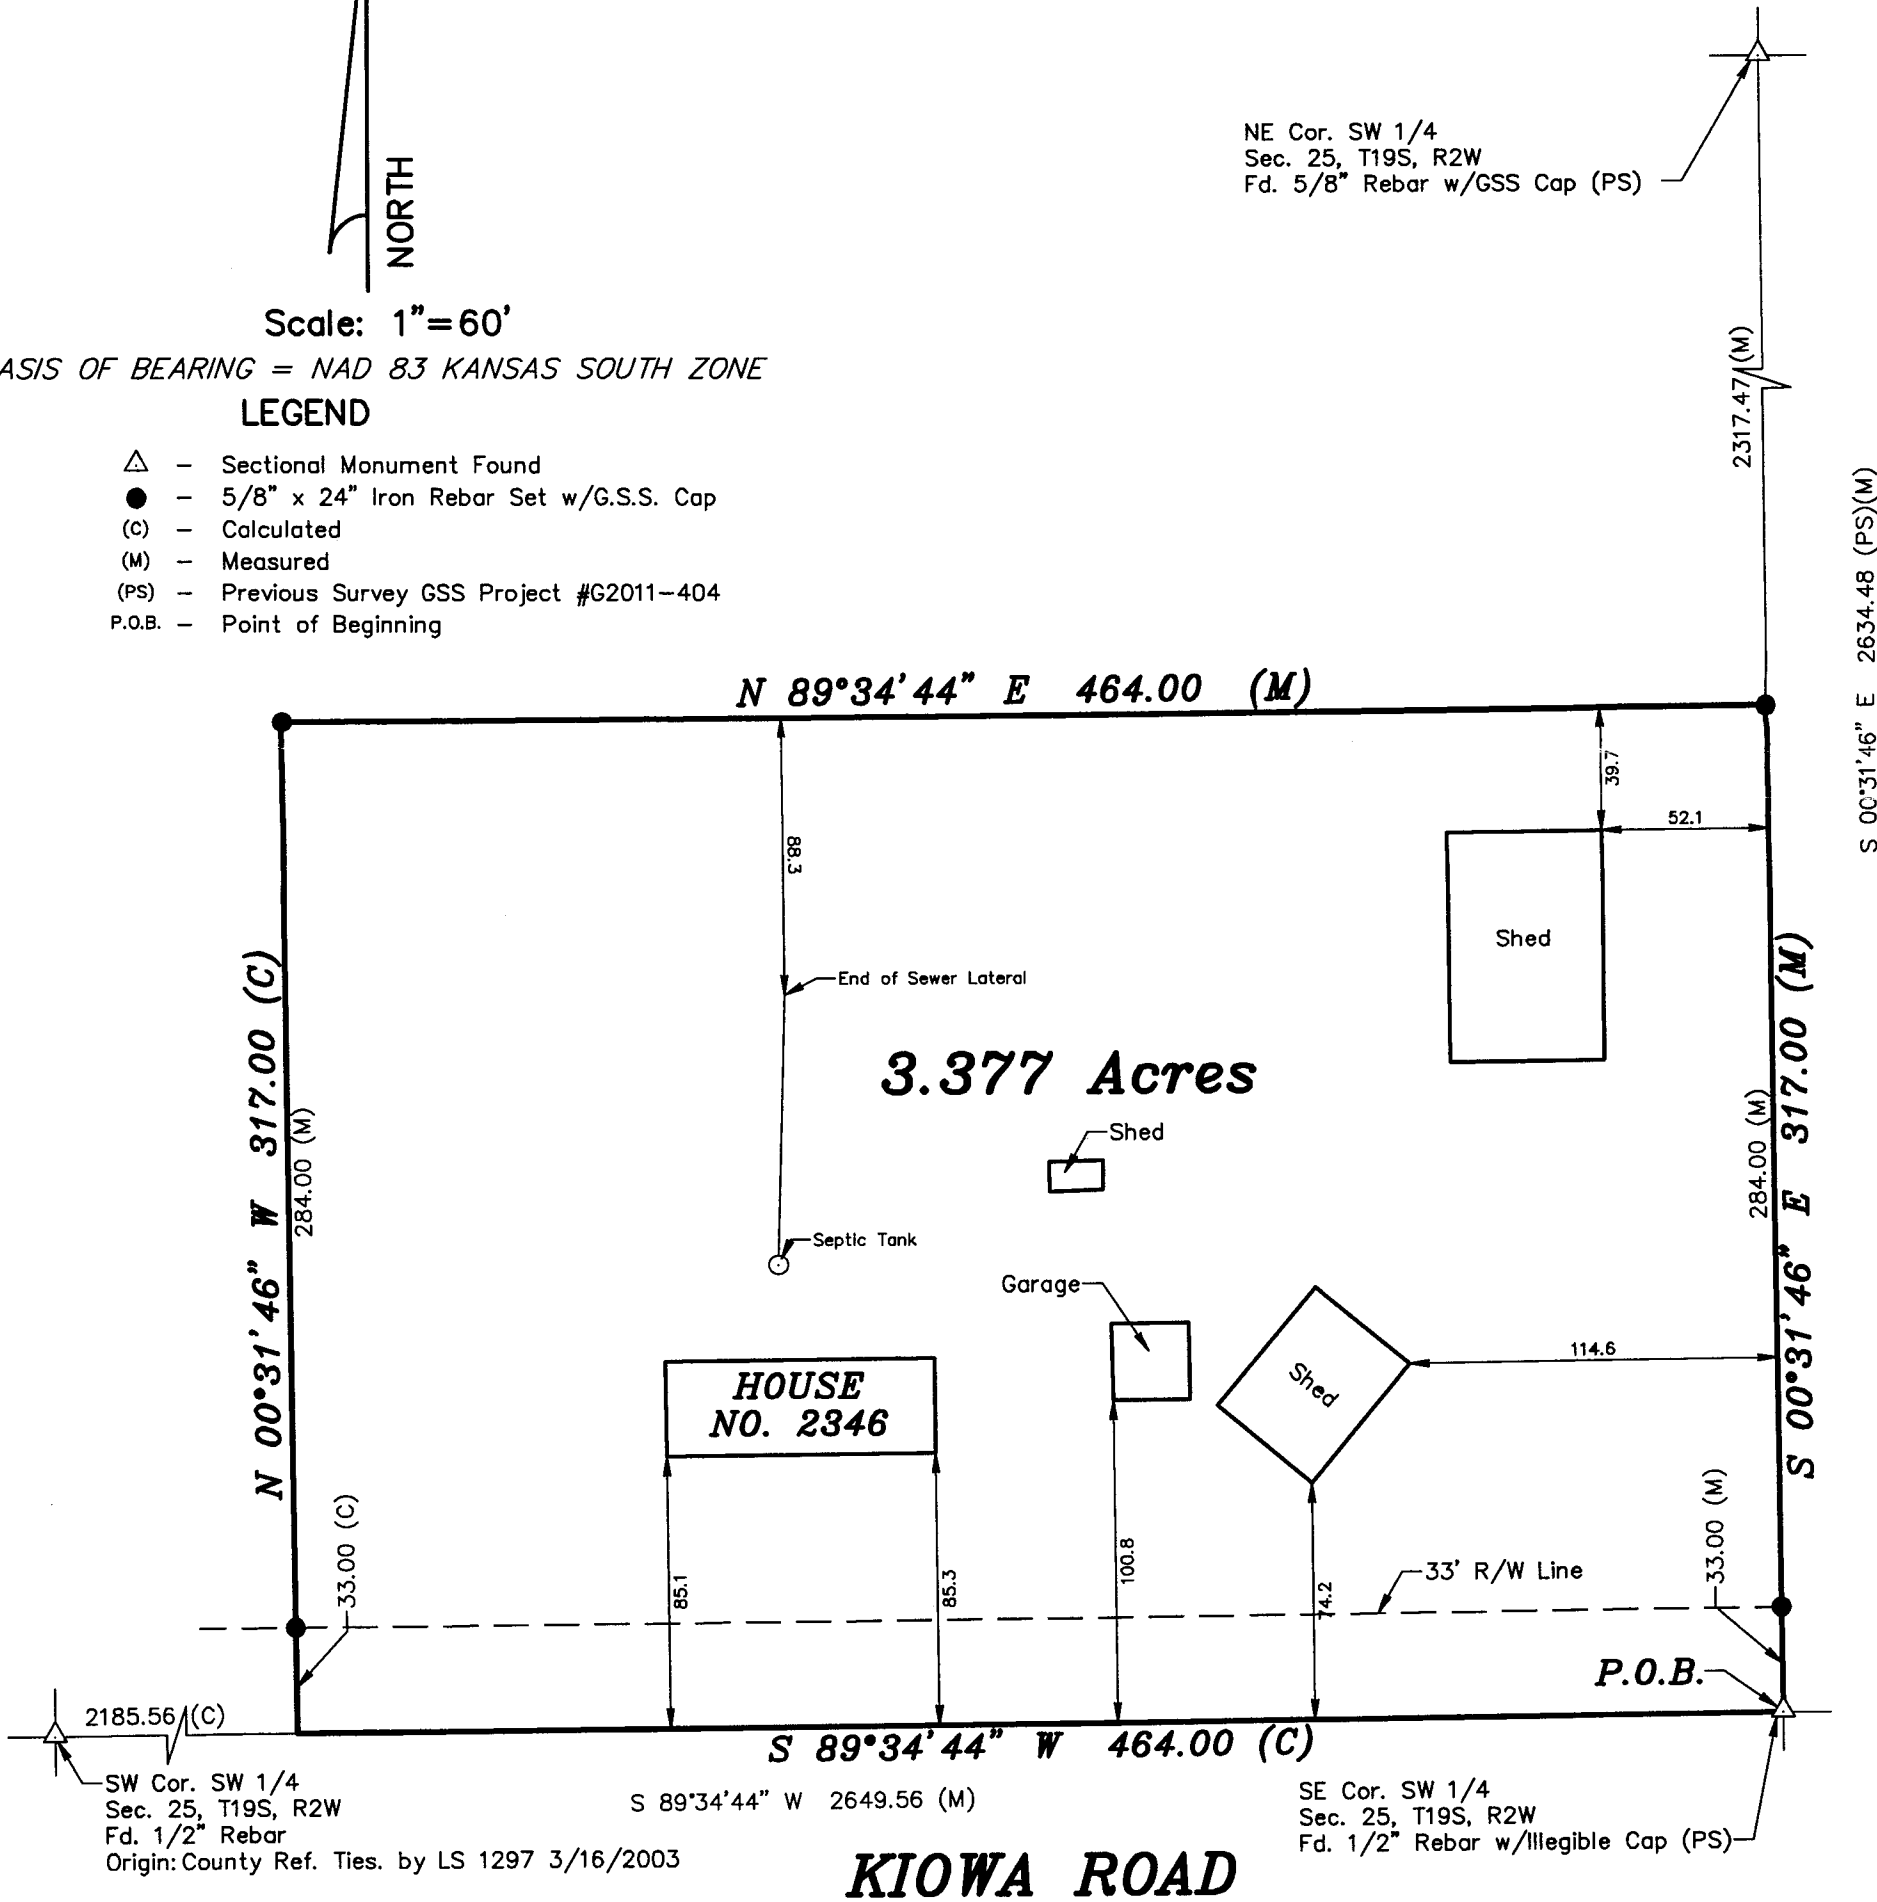 NORTH
NE Cor. SW 1/4
Sec. 25, T19S, R2W
Fd. 5/8" Rebar w/GSS Cap (PS)
Scale: 1"=60'
ASIS OF BEARING = NAD 83 KANSAS SOUTH ZONE
LEGEND
△ – Sectional Monument Found
● – 5/8" x 24" Iron Rebar Set w/G.S.S. Cap
(C) – Calculated
(M) – Measured
(PS) – Previous Survey GSS Project #G2011-404
P.O.B. – Point of Beginning
2317.47 (M)
S 00°31'46" E 2634.48 (PS)(M)
N 89°34'44" E 464.00 (M)
39.7
52.1
88.3
Shed
End of Sewer Lateral
N 00°31'46" W 317.00 (C)
284.00 (M)
3.377 Acres
S 00°31'46" E 317.00 (M)
284.00 (M)
Shed
Septic Tank
Garage
Shed
114.6
HOUSE
NO. 2346
33.00 (C)
85.1
85.3
100.8
74.2
33' R/W Line
33.00 (M)
P.O.B.
2185.56 (C)
S 89°34'44" W 464.00 (C)
SW Cor. SW 1/4
Sec. 25, T19S, R2W
Fd. 1/2" Rebar
Origin: County Ref. Ties. by LS 1297 3/16/2003
S 89°34'44" W 2649.56 (M)
SE Cor. SW 1/4
Sec. 25, T19S, R2W
Fd. 1/2" Rebar w/Illegible Cap (PS)
KIOWA ROAD